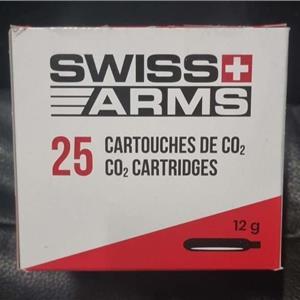 SWISS
ARMS
25 CARTOUCHES DE CO₂
CO₂ CARTRIDGES
12 g